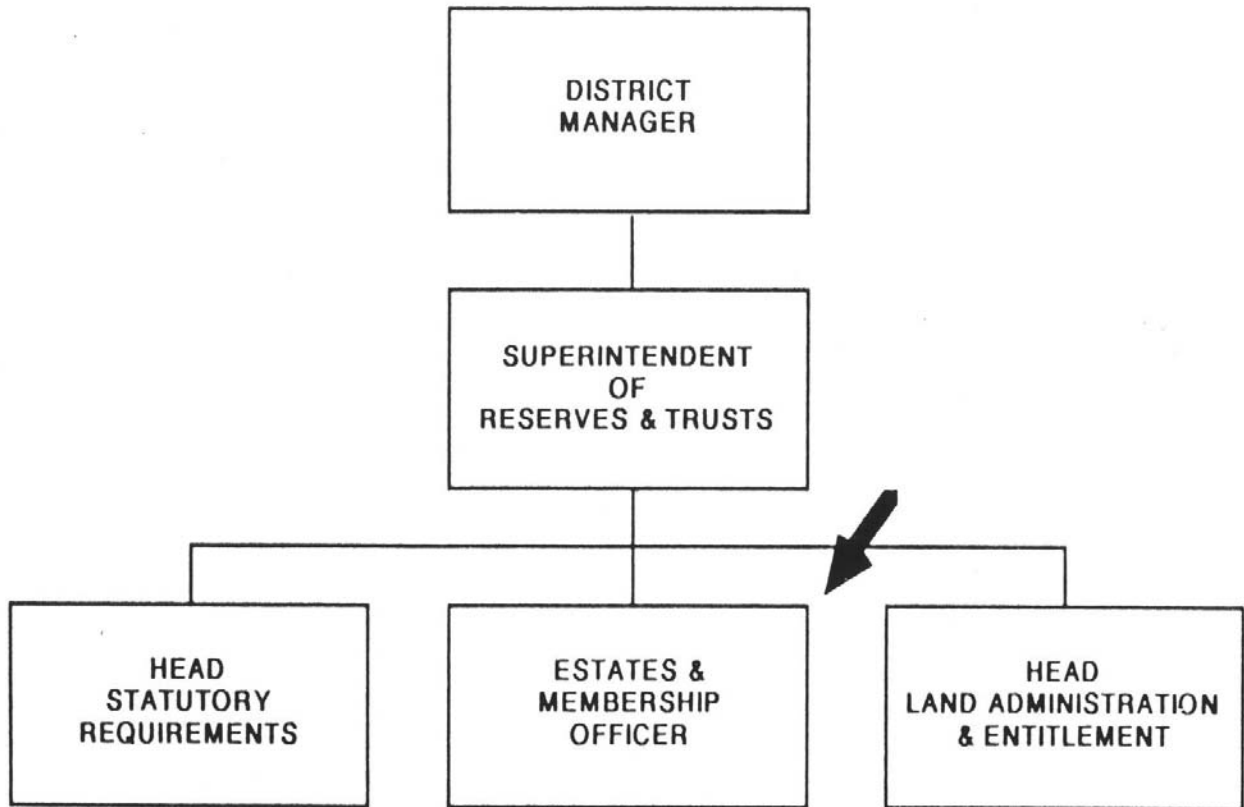 DISTRICT
MANAGER
SUPERINTENDENT
OF
RESERVES & TRUSTS
HEAD
STATUTORY
REQUIREMENTS
ESTATES &
MEMBERSHIP
OFFICER
HEAD
LAND ADMINISTRATION
& ENTITLEMENT